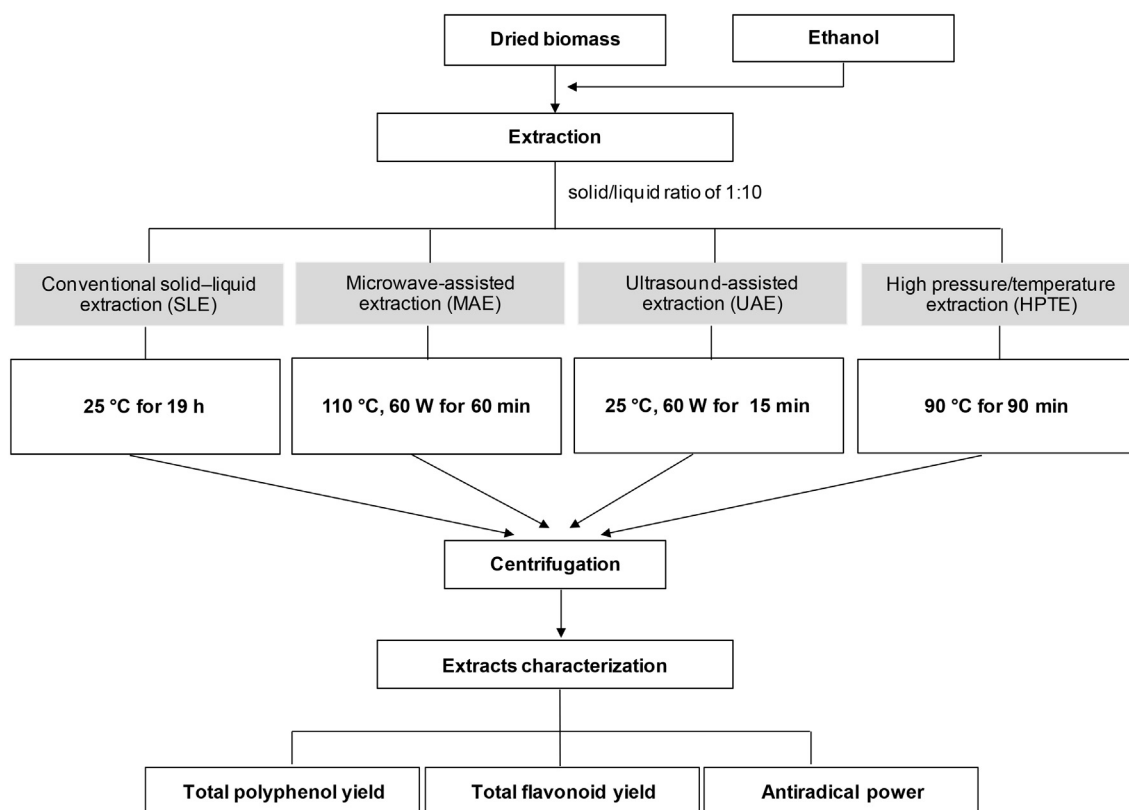 Dried biomass
Ethanol
Extraction
solid/liquid ratio of 1:10
Conventional solid–liquid
extraction (SLE)
Microwave-assisted
extraction (MAE)
Ultrasound-assisted
extraction (UAE)
High pressure/temperature
extraction (HPTE)
25 °C for 19 h
110 °C, 60 W for 60 min
25 °C, 60 W for 15 min
90 °C for 90 min
Centrifugation
Extracts characterization
Total polyphenol yield
Total flavonoid yield
Antiradical power